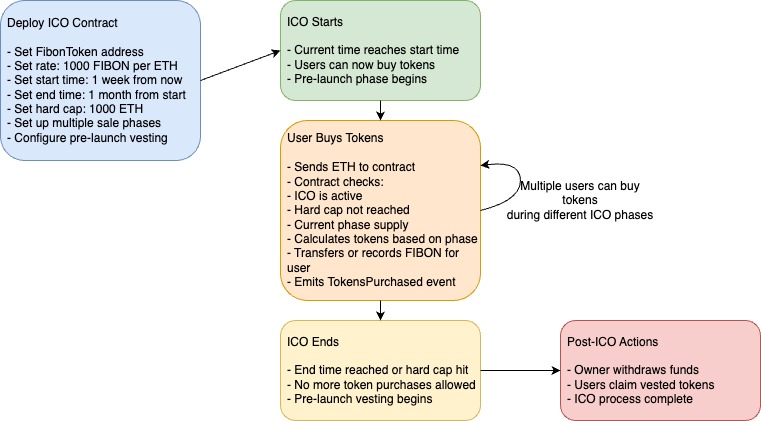 Deploy ICO Contract
- Set FibonToken address
- Set rate: 1000 FIBON per ETH
- Set start time: 1 week from now
- Set end time: 1 month from start
- Set hard cap: 1000 ETH
- Set up multiple sale phases
- Configure pre-launch vesting
ICO Starts
- Current time reaches start time
- Users can now buy tokens
- Pre-launch phase begins
User Buys Tokens
- Sends ETH to contract
- Contract checks:
- ICO is active
- Hard cap not reached
- Current phase supply
- Calculates tokens based on phase
- Transfers or records FIBON for
user
- Emits TokensPurchased event
Multiple users can buy
tokens
during different ICO phases
ICO Ends
- End time reached or hard cap hit
- No more token purchases allowed
- Pre-launch vesting begins
Post-ICO Actions
- Owner withdraws funds
- Users claim vested tokens
- ICO process complete